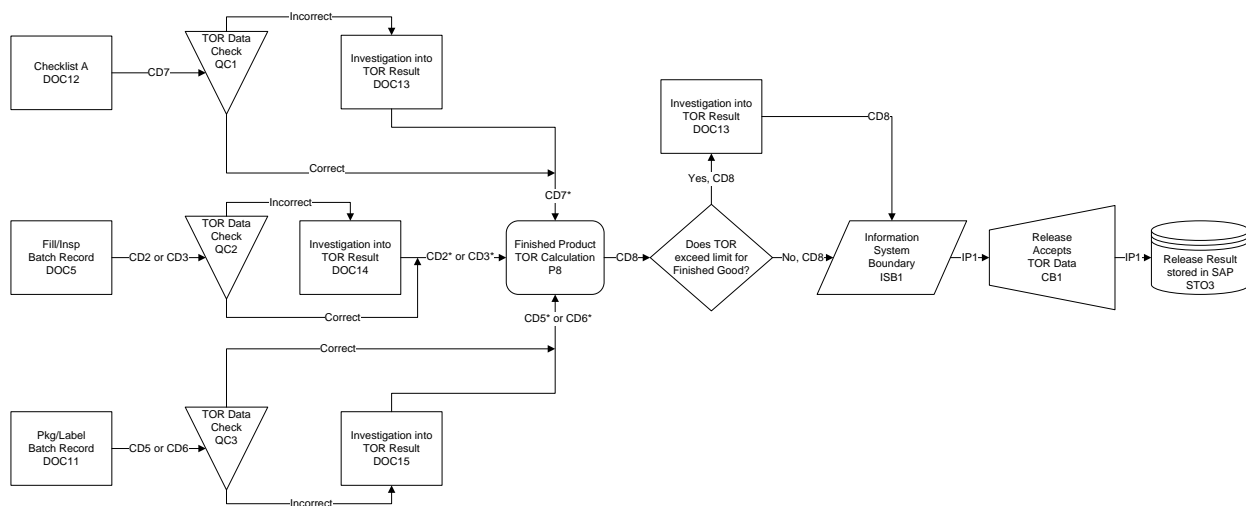 Incorrect
TOR Data
Check
QC1
Checklist A
DOC12
CD7
Investigation into
TOR Result
DOC13
Correct
CD7*
Incorrect
TOR Data
Check
QC2
Fill/Insp
Batch Record
DOC5
CD2 or CD3
Investigation into
TOR Result
DOC14
CD2* or CD3*
Correct
Finished Product
TOR Calculation
P8
CD8
Investigation into
TOR Result
DOC13
CD8
Yes, CD8
Does TOR
exceed limit for
Finished Good?
No, CD8
Information
System
Boundary
ISB1
IP1
Release
Accepts
TOR Data
CB1
IP1
Release Result
stored in SAP
STO3
CD5* or CD6*
Correct
TOR Data
Check
QC3
Pkg/Label
Batch Record
DOC11
CD5 or CD6
Investigation into
TOR Result
DOC15
Incorrect